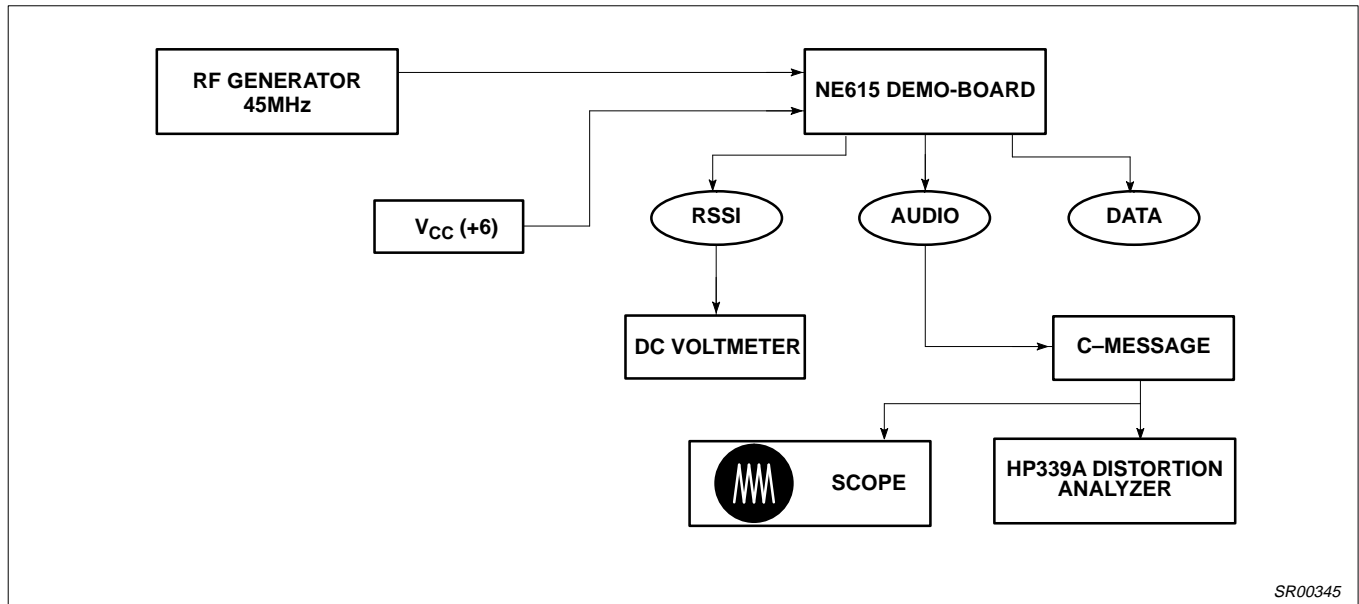 RF GENERATOR
45MHz
NE615 DEMO-BOARD
VCC (+6)
RSSI
AUDIO
DATA
DC VOLTMETER
C–MESSAGE
SCOPE
HP339A DISTORTION
ANALYZER
SR00345